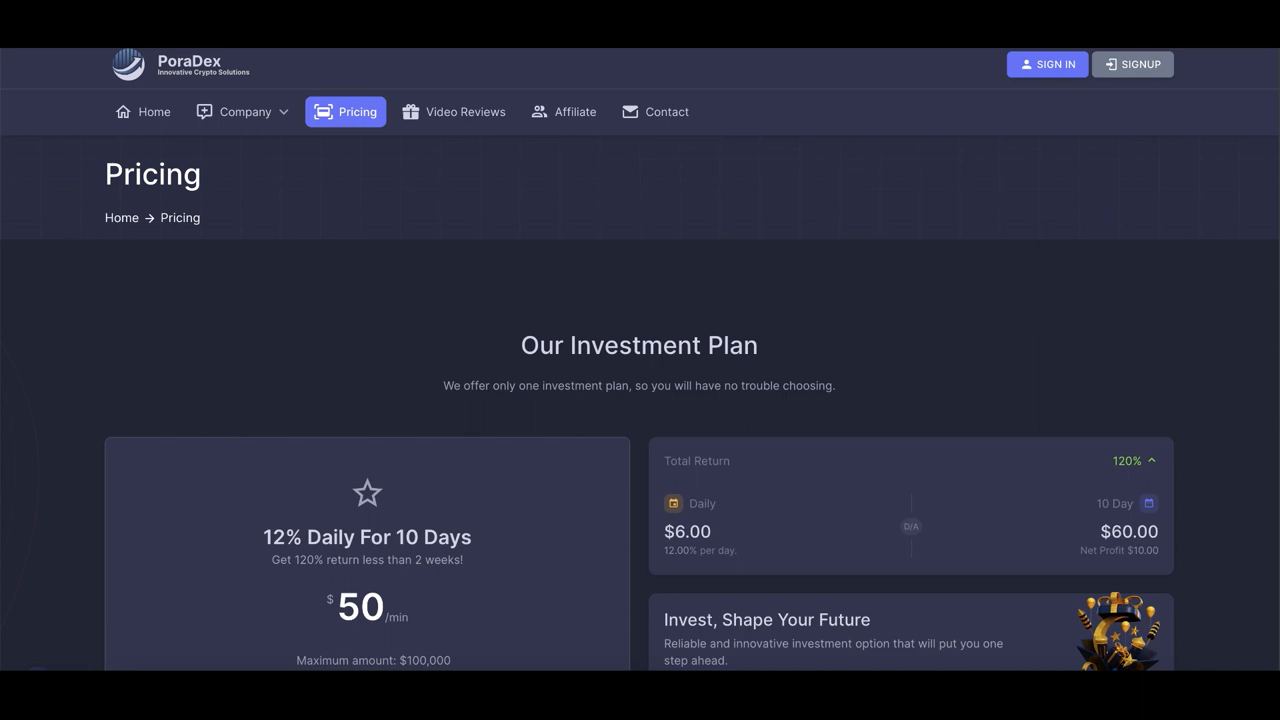 PoraDex
Innovative Crypto Solutions
SIGN IN
SIGNUP
Home
Company
Pricing
Video Reviews
Affiliate
Contact
Pricing
Home → Pricing
Our Investment Plan
We offer only one investment plan, so you will have no trouble choosing.
12% Daily For 10 Days
Get 120% return less than 2 weeks!
$ 50/min
Maximum amount: $100,000
Total Return
120%
Daily
10 Day
$6.00
D/A
$60.00
12.00% per day.
Net Profit $10.00
Invest, Shape Your Future
Reliable and innovative investment option that will put you one
step ahead.